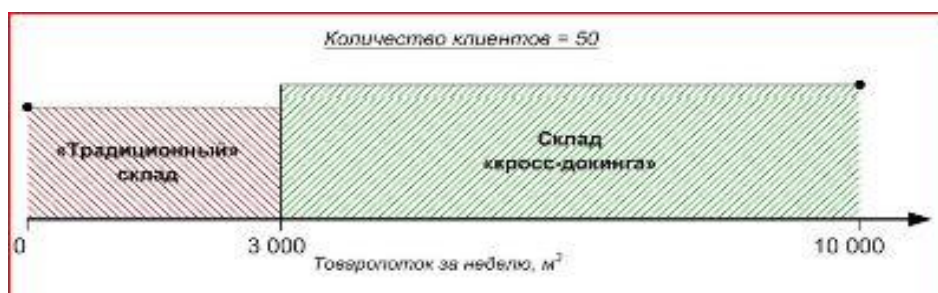 Количество клиентов = 50
«Традиционный»
склад
Склад
«кросс-докинга»
0
3 000
10 000
Товаропоток за неделю, м³